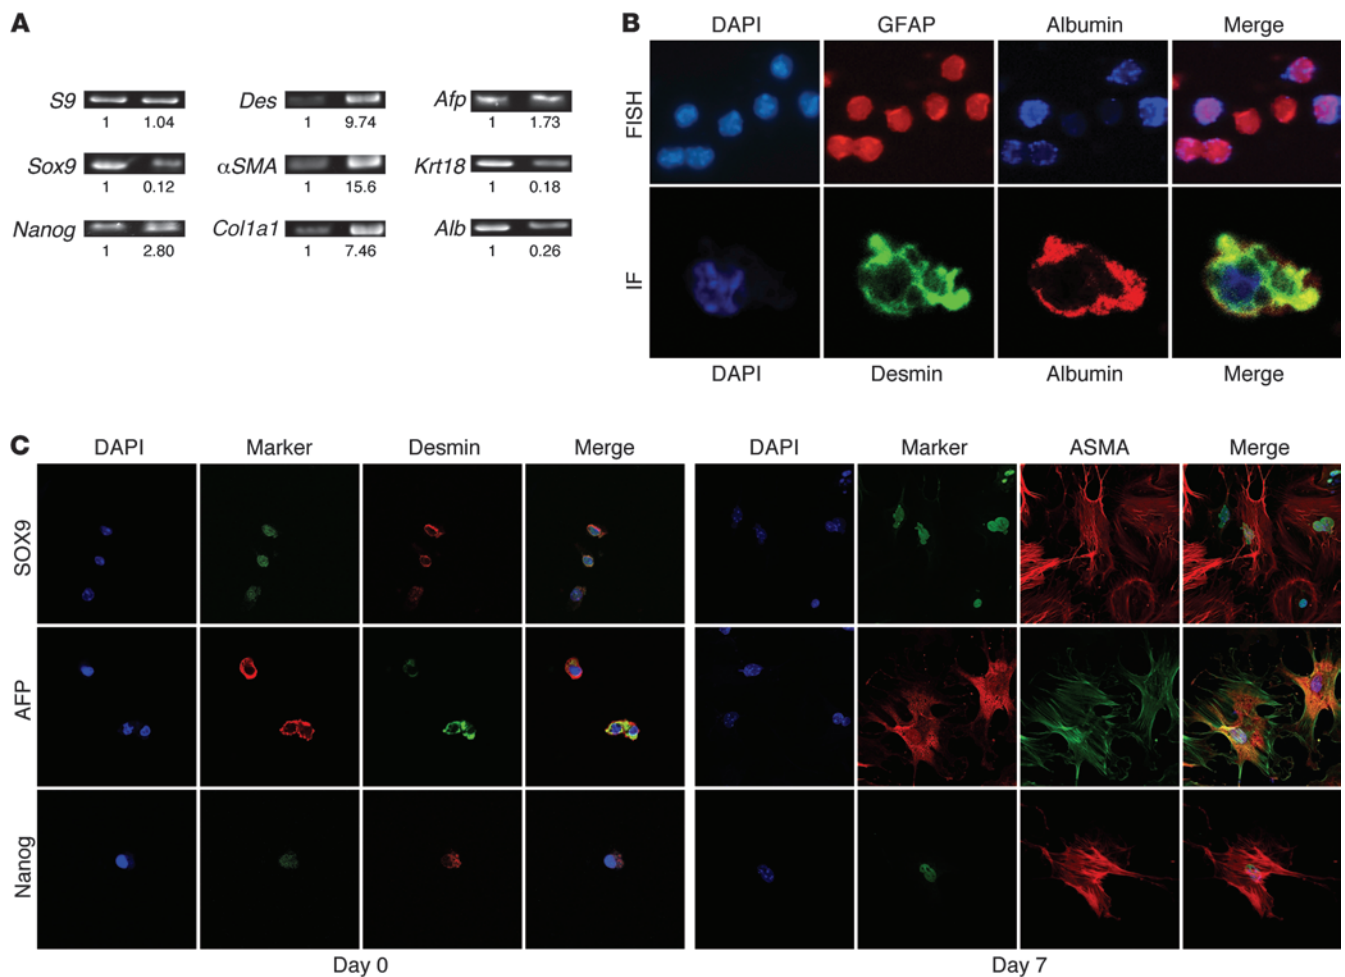 A
S9
1 1.04
Sox9
1 0.12
Nanog
1 2.80
Des
1 9.74
αSMA
1 15.6
Col1a1
1 7.46
Afp
1 1.73
Krt18
1 0.18
Alb
1 0.26
B
DAPI GFAP Albumin Merge
FISH
IF
DAPI Desmin Albumin Merge
C
DAPI Marker Desmin Merge DAPI Marker ASMA Merge
SOX9
AFP
Nanog
Day 0 Day 7